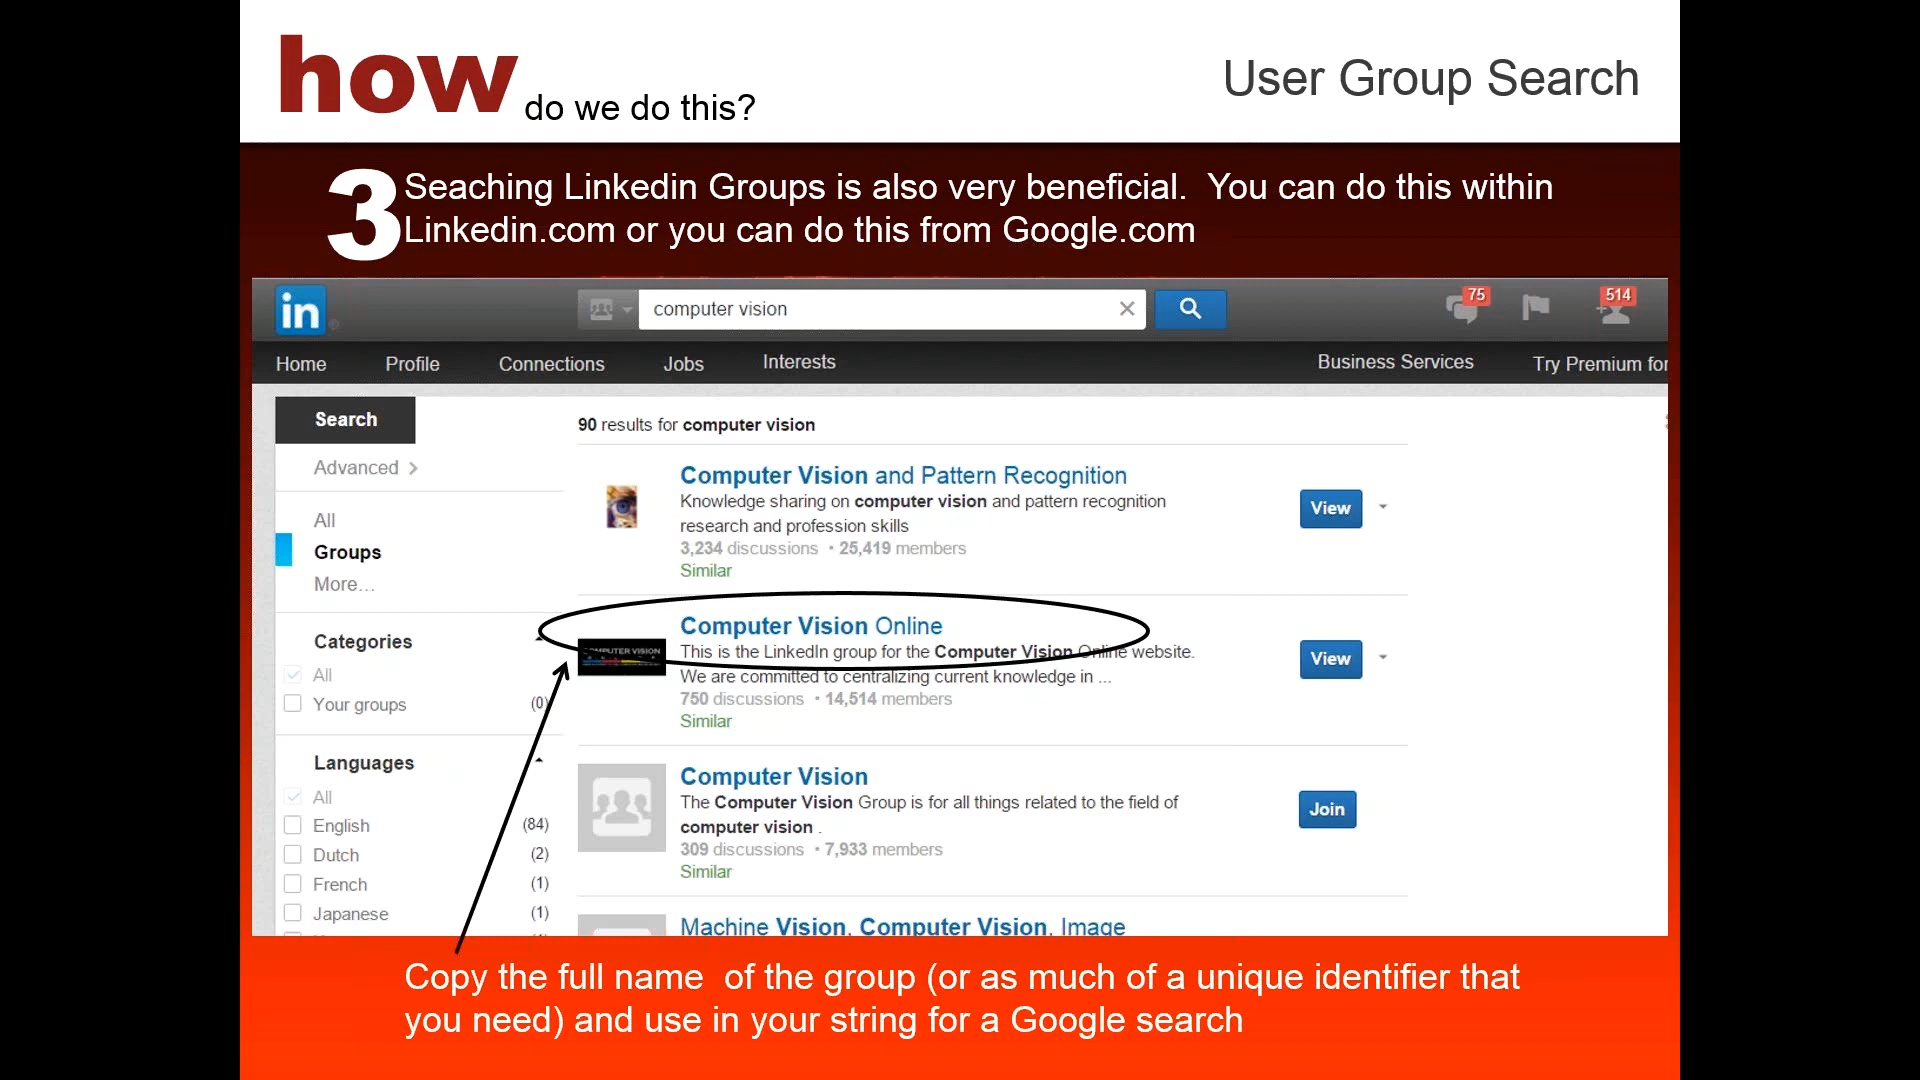 how do we do this?
User Group Search
3 Seaching Linkedin Groups is also very beneficial.  You can do this within
Linkedin.com or you can do this from Google.com
in
computer vision
75
514
Home Profile Connections Jobs Interests Business Services Try Premium for
Search
Advanced
All
Groups
More...
Categories
All
Your groups (0)
Languages
All
English (84)
Dutch (2)
French (1)
Japanese (1)
90 results for computer vision
Computer Vision and Pattern Recognition
Knowledge sharing on computer vision and pattern recognition
research and profession skills
3,234 discussions • 25,419 members
Similar
View
COMPUTER VISION
Computer Vision Online
This is the LinkedIn group for the Computer Vision Online website.
We are committed to centralizing current knowledge in ...
750 discussions • 14,514 members
Similar
View
Computer Vision
The Computer Vision Group is for all things related to the field of
computer vision .
309 discussions • 7,933 members
Similar
Join
Machine Vision, Computer Vision, Image
Copy the full name  of the group (or as much of a unique identifier that
you need) and use in your string for a Google search